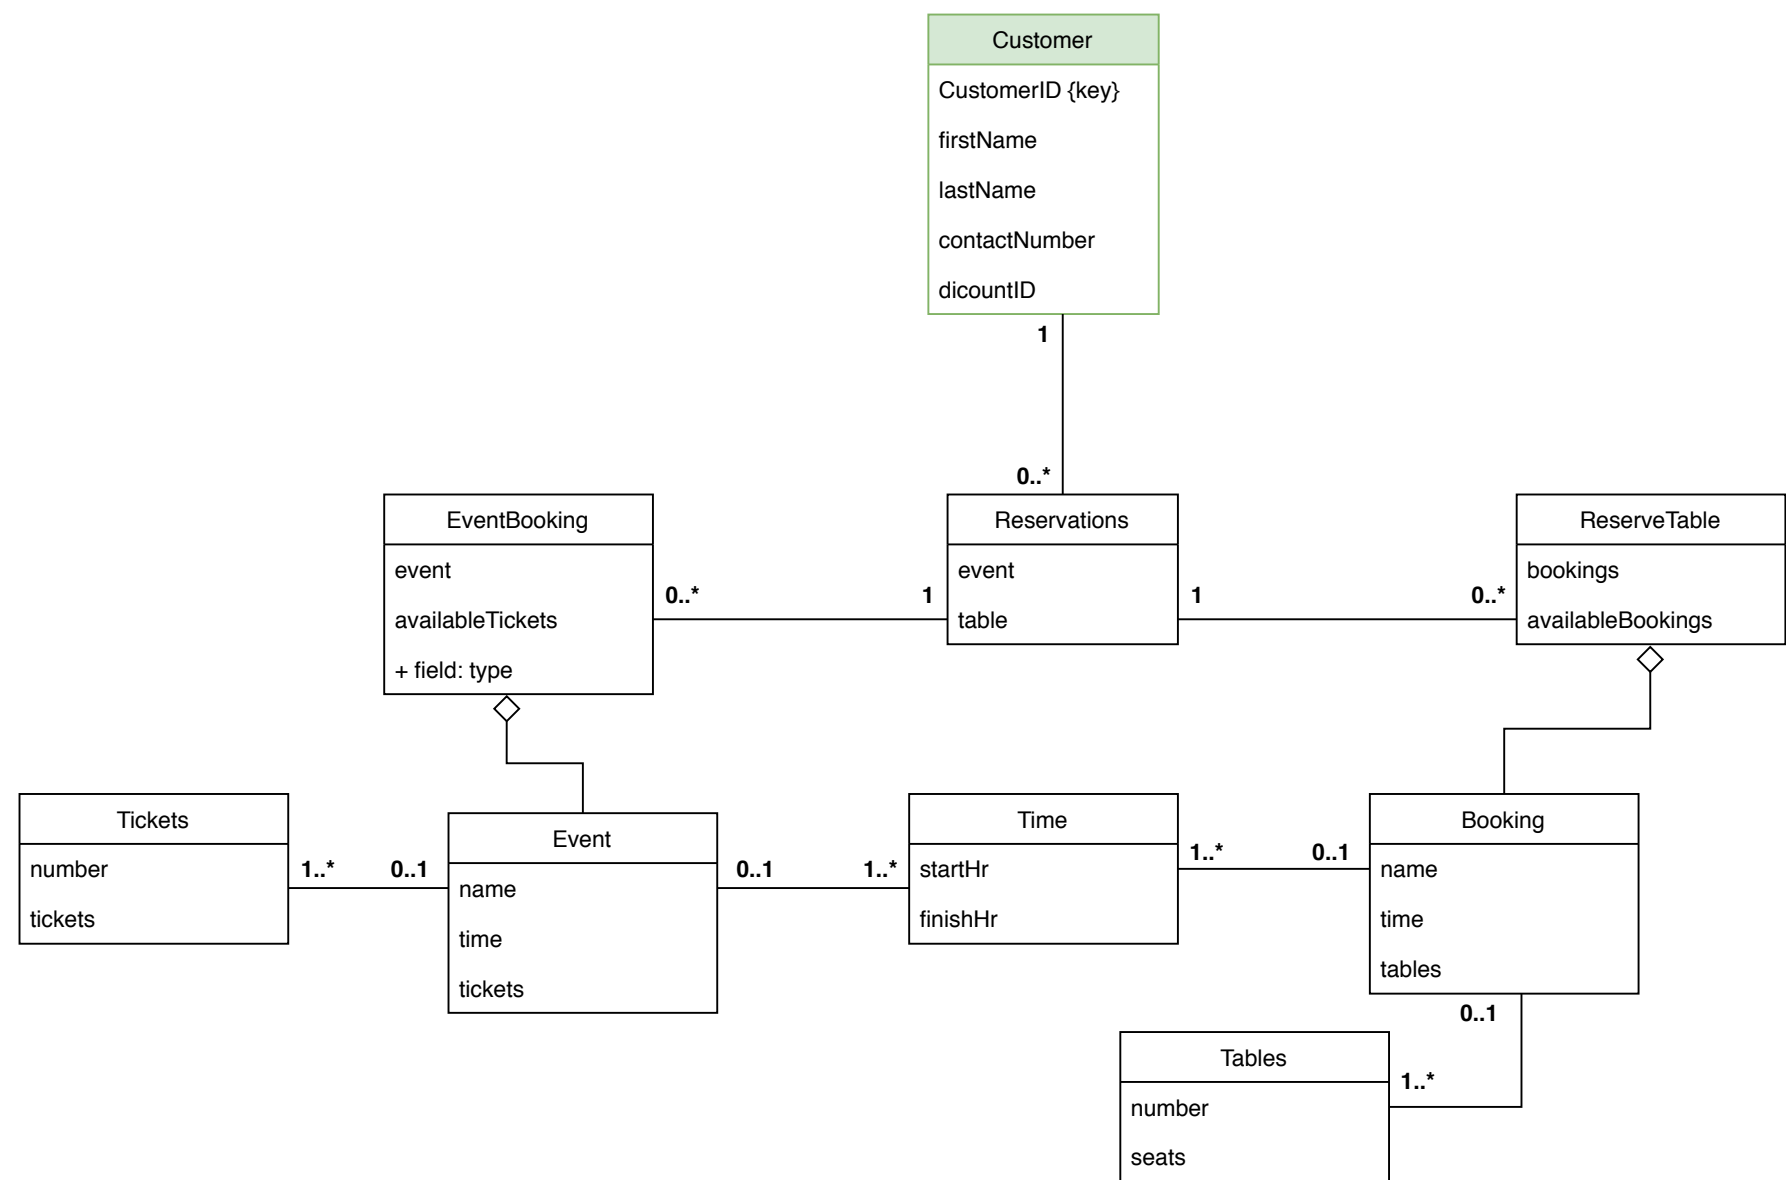 Customer
CustomerID {key}
firstName
lastName
contactNumber
dicountID
1
0..*
EventBooking
event
availableTickets
+ field: type
0..*
1
Reservations
event
table
1
0..*
ReserveTable
bookings
availableBookings
Tickets
number
tickets
1..*
0..1
Event
name
time
tickets
0..1
1..*
Time
startHr
finishHr
1..*
0..1
Booking
name
time
tables
0..1
1..*
Tables
number
seats